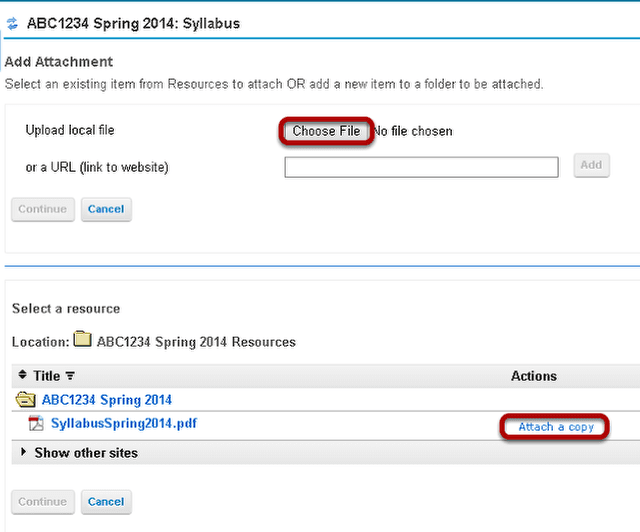 ABC1234 Spring 2014: Syllabus
Add Attachment
Select an existing item from Resources to attach OR add a new item to a folder to be attached.
Upload local file Choose File No file chosen
or a URL (link to website) Add
Continue Cancel
Select a resource
Location: ABC1234 Spring 2014 Resources
Title Actions
ABC1234 Spring 2014
SyllabusSpring2014.pdf Attach a copy
Show other sites
Continue Cancel